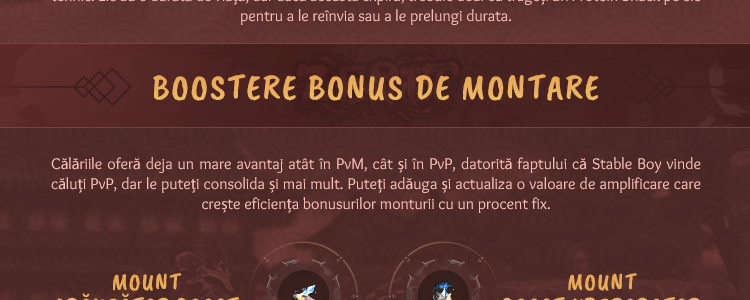 pentru a le reînvia sau a le prelungi durata.
BOOSTERE BONUS DE MONTARE
Călăriile oferă deja un mare avantaj atât în PvM, cât și în PvP, datorită faptului că Stable Boy vinde
căluți PvP, dar le puteți consolida și mai mult. Puteți adăuga și actualiza o valoare de amplificare care
crește eficiența bonusurilor monturii cu un procent fix.
MOUNT
MOUNT